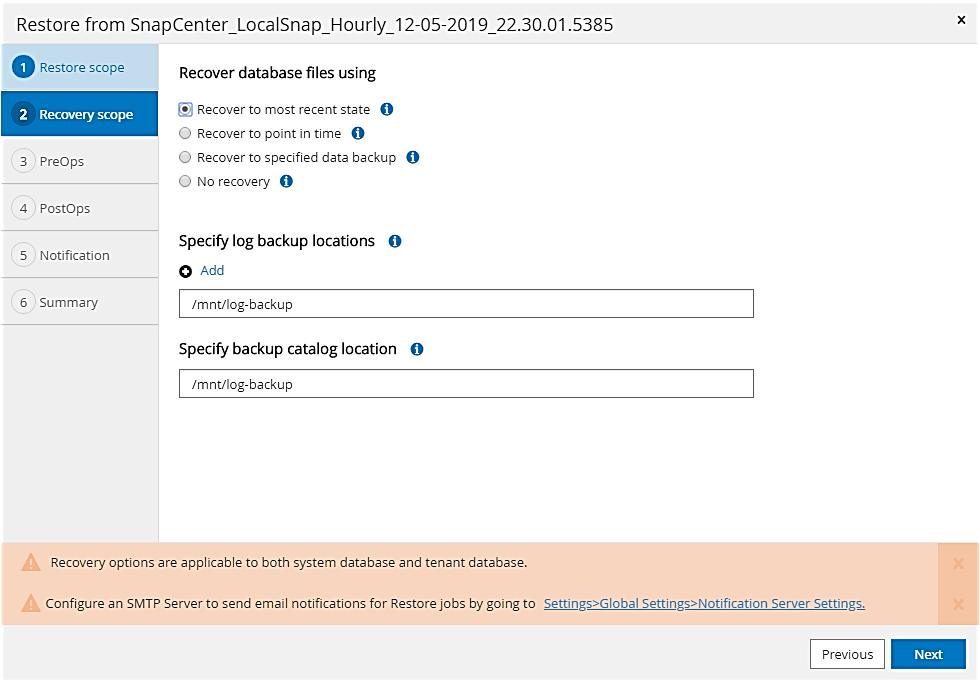 Restore from SnapCenter_LocalSnap_Hourly_12-05-2019_22.30.01.5385
x
1 Restore scope
2 Recovery scope
3 PreOps
4 PostOps
5 Notification
6 Summary
Recover database files using
Recover to most recent state i
Recover to point in time i
Recover to specified data backup i
No recovery i
Specify log backup locations i
Add
/mnt/log-backup
Specify backup catalog location i
/mnt/log-backup
Recovery options are applicable to both system database and tenant database.
Configure an SMTP Server to send email notifications for Restore jobs by going to Settings>Global Settings>Notification Server Settings.
Previous Next